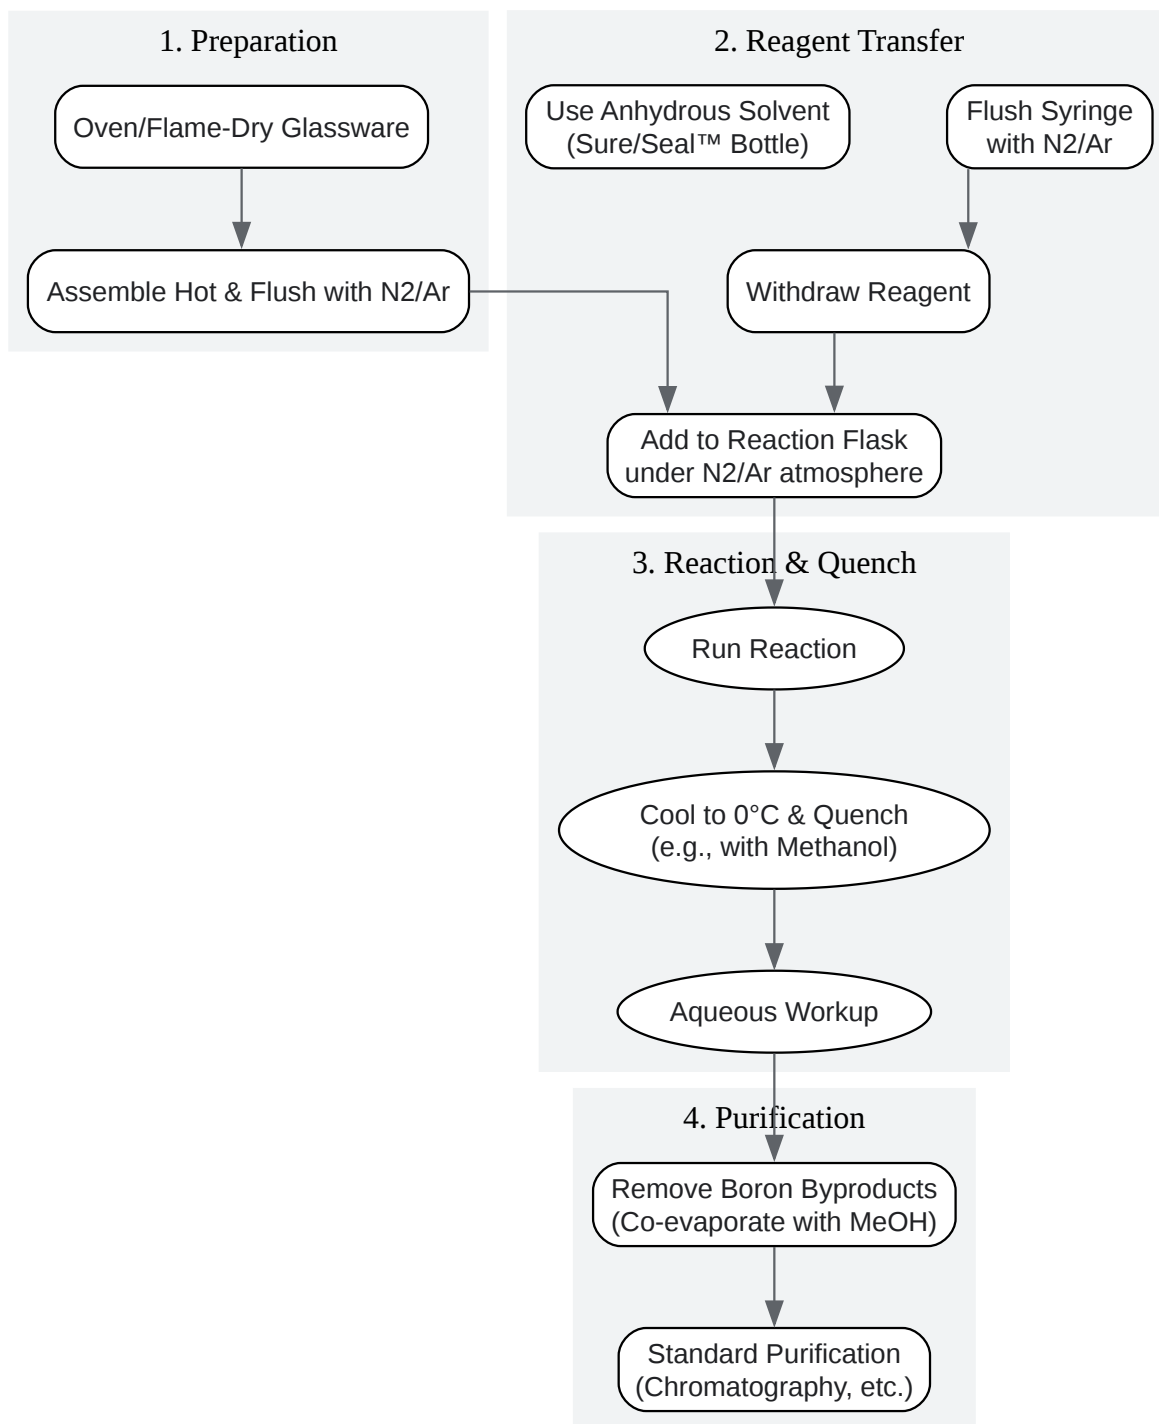 1. Preparation
Oven/Flame-Dry Glassware
Assemble Hot & Flush with N2/Ar
2. Reagent Transfer
Use Anhydrous Solvent
(Sure/Seal™ Bottle)
Flush Syringe
with N2/Ar
Withdraw Reagent
Add to Reaction Flask
under N2/Ar atmosphere
3. Reaction & Quench
Run Reaction
Cool to 0°C & Quench
(e.g., with Methanol)
Aqueous Workup
4. Purification
Remove Boron Byproducts
(Co-evaporate with MeOH)
Standard Purification
(Chromatography, etc.)